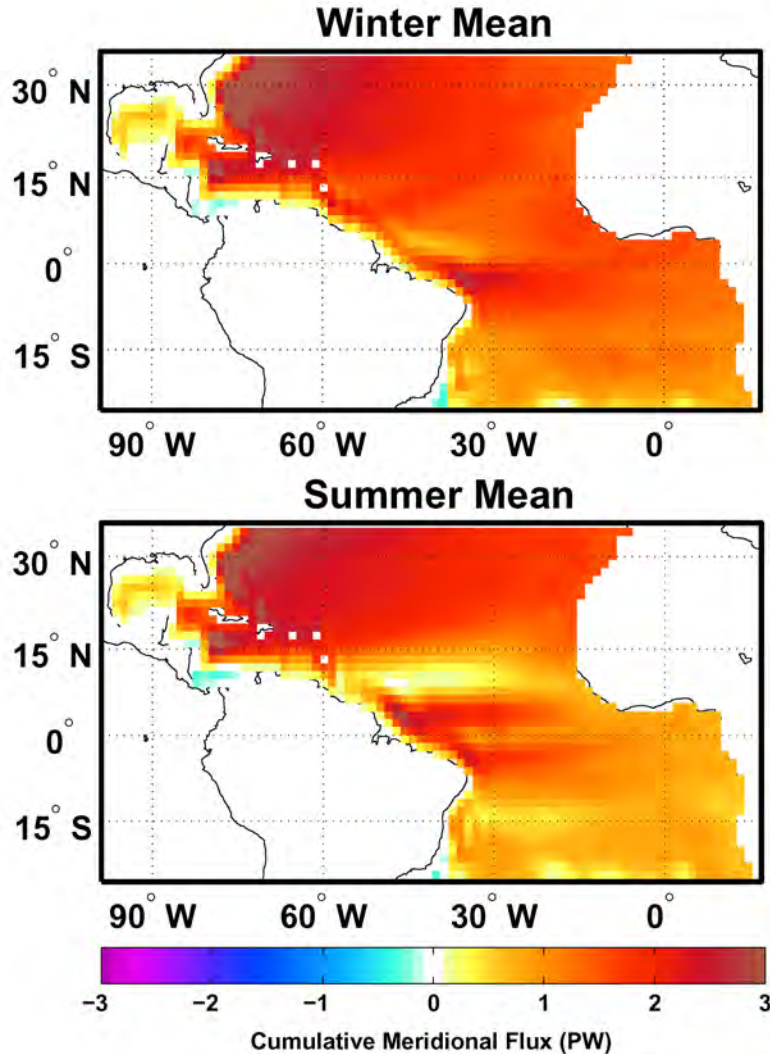 Winter Mean
30° N
15° N
0°
15° S
90° W 60° W 30° W 0°
Summer Mean
30° N
15° N
0°
15° S
90° W 60° W 30° W 0°
−3 −2 −1 0 1 2 3
Cumulative Meridional Flux (PW)